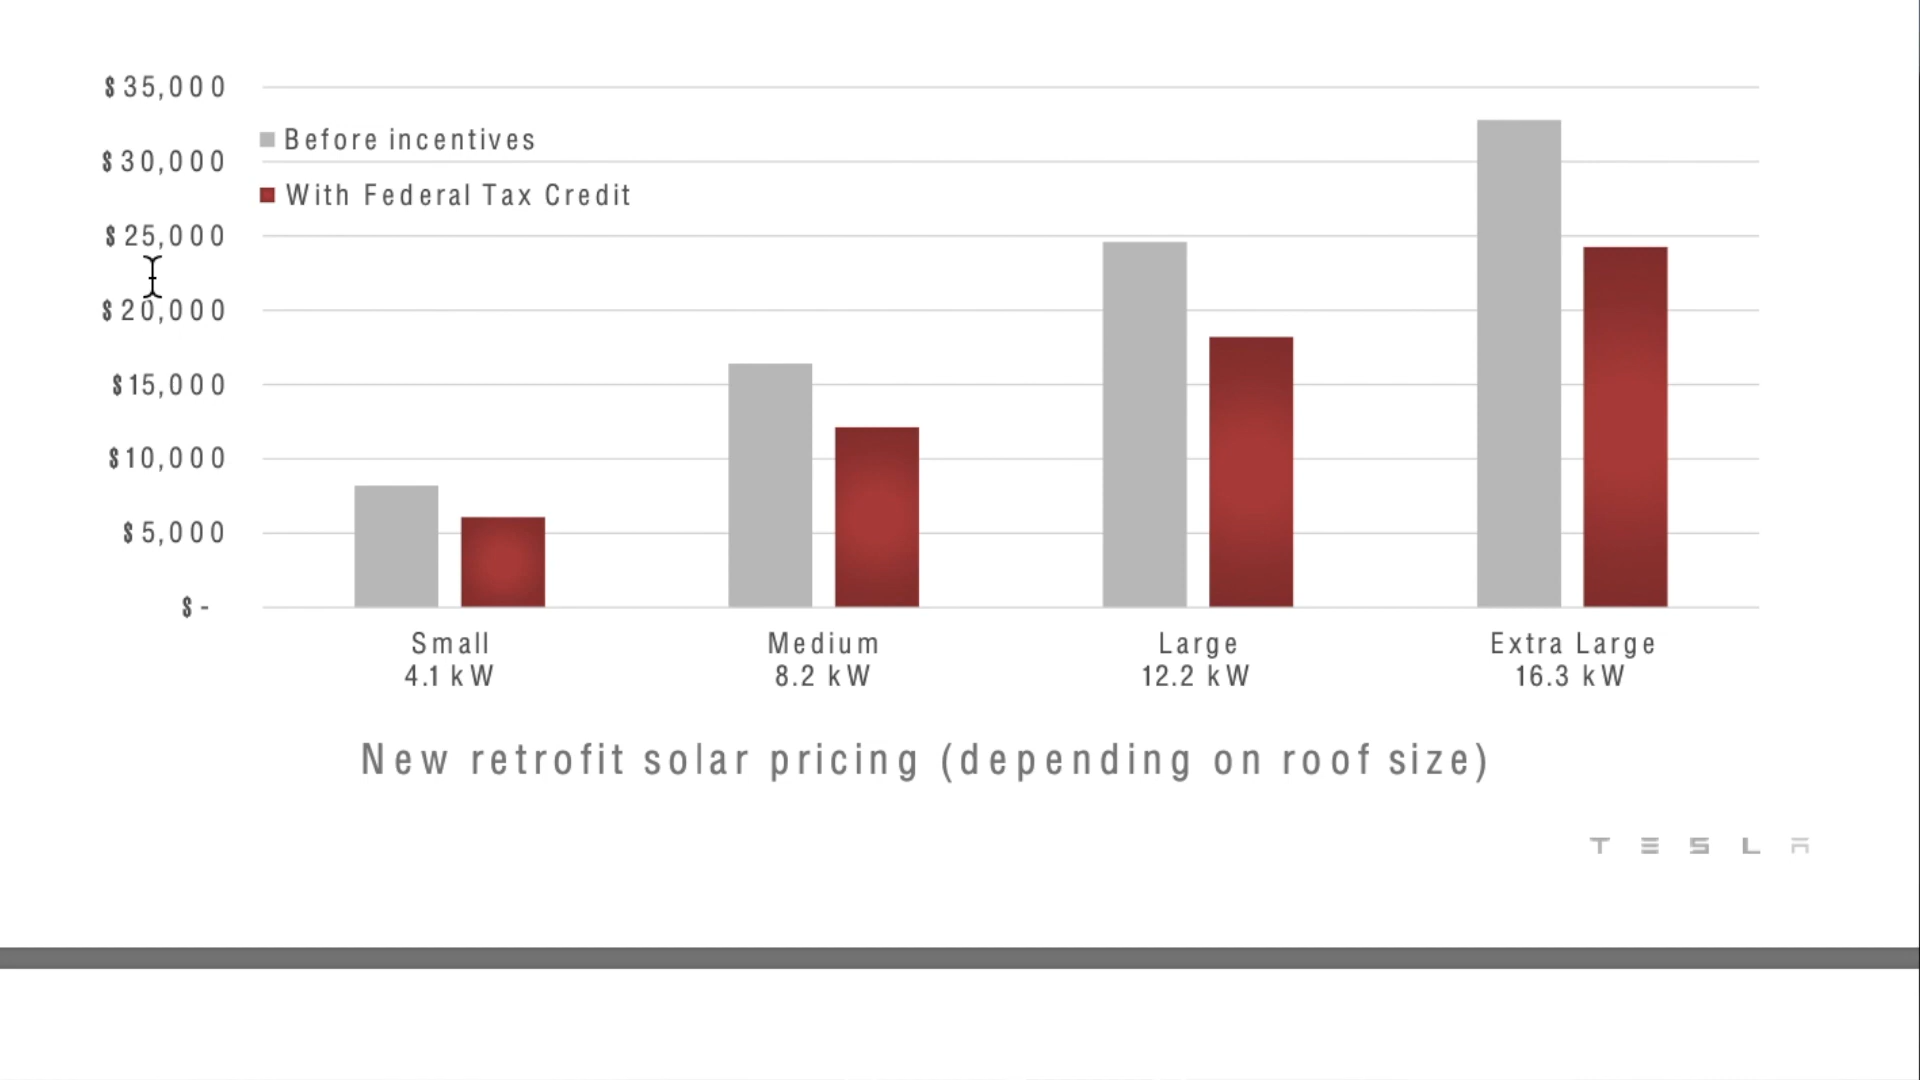 $35,000
Before incentives
$30,000
With Federal Tax Credit
$25,000
$20,000
$15,000
$10,000
$5,000
$-
Small Medium Large Extra Large
4.1 kW 8.2 kW 12.2 kW 16.3 kW
New retrofit solar pricing (depending on roof size)
TESLA